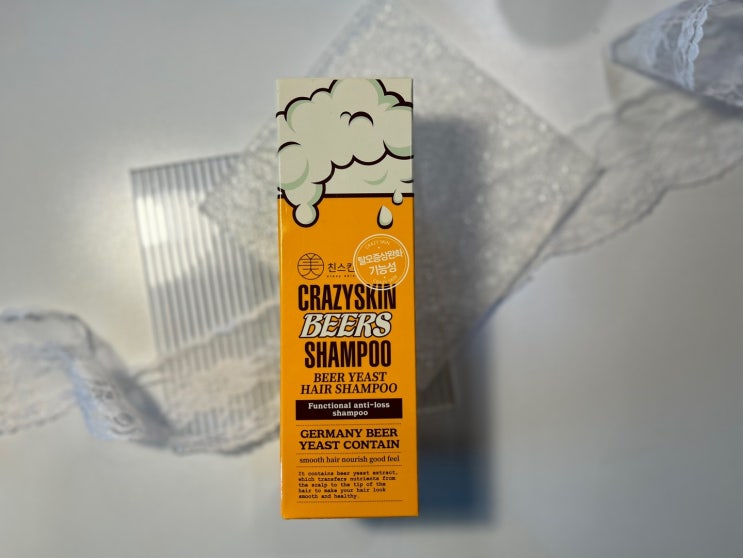 CRAZY SKIN
탈모증상완화
기능성
美 친스킨
CRAZYSKIN
BEERS
SHAMPOO
BEER YEAST
HAIR SHAMPOO
Functional anti-loss
shampoo
GERMANY BEER
YEAST CONTAIN
smooth hair nourish good feel
It contains beer yeast extract,
which transfers nutrients from
the scalp to the tip of the
hair to make your hair look
smooth and healthy.